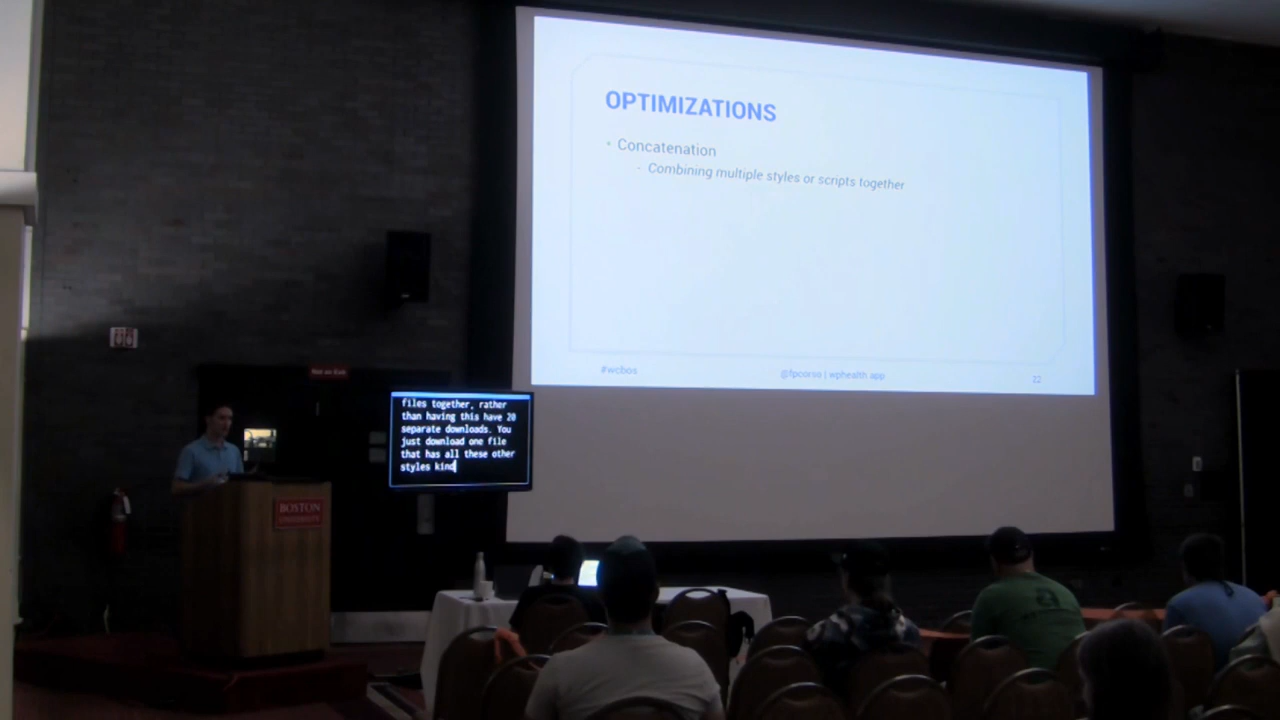 OPTIMIZATIONS
Concatenation
Combining multiple styles or scripts together
#wcbos
@fpcorso | wphealth.app
22
files together, rather
than having this have 20
separate downloads. You
just download one file
that has all these other
styles kind
BOSTON
UNIVERSITY